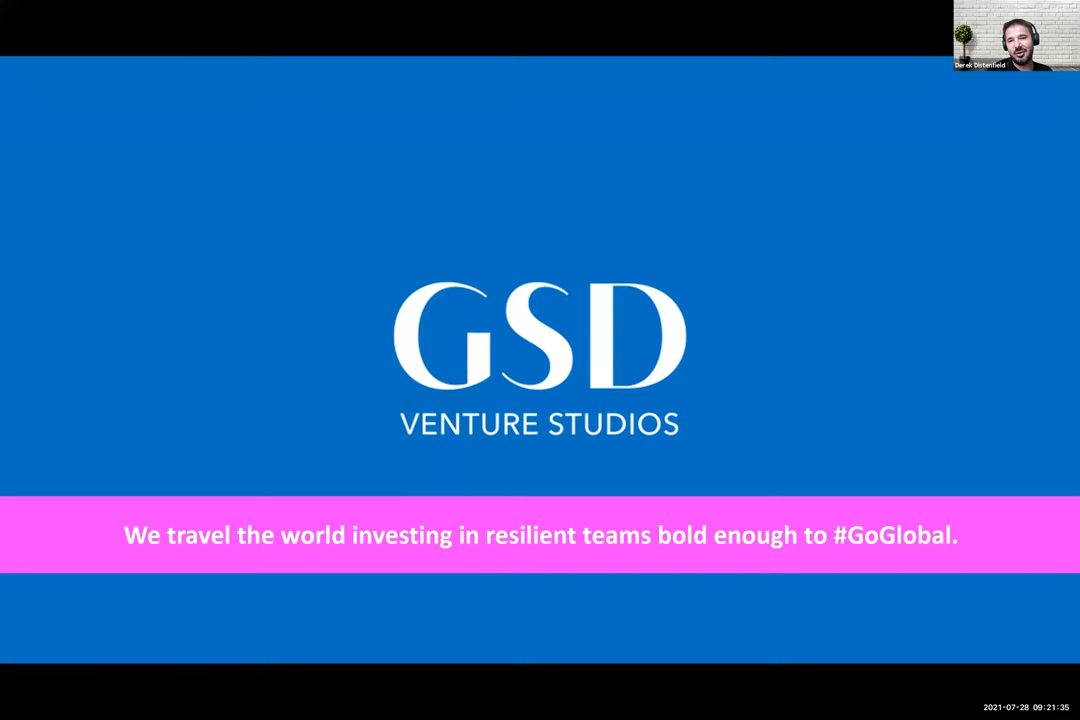 Derek Distenfield
GSD
VENTURE STUDIOS
We travel the world investing in resilient teams bold enough to #GoGlobal.
2021-07-28 09:21:35